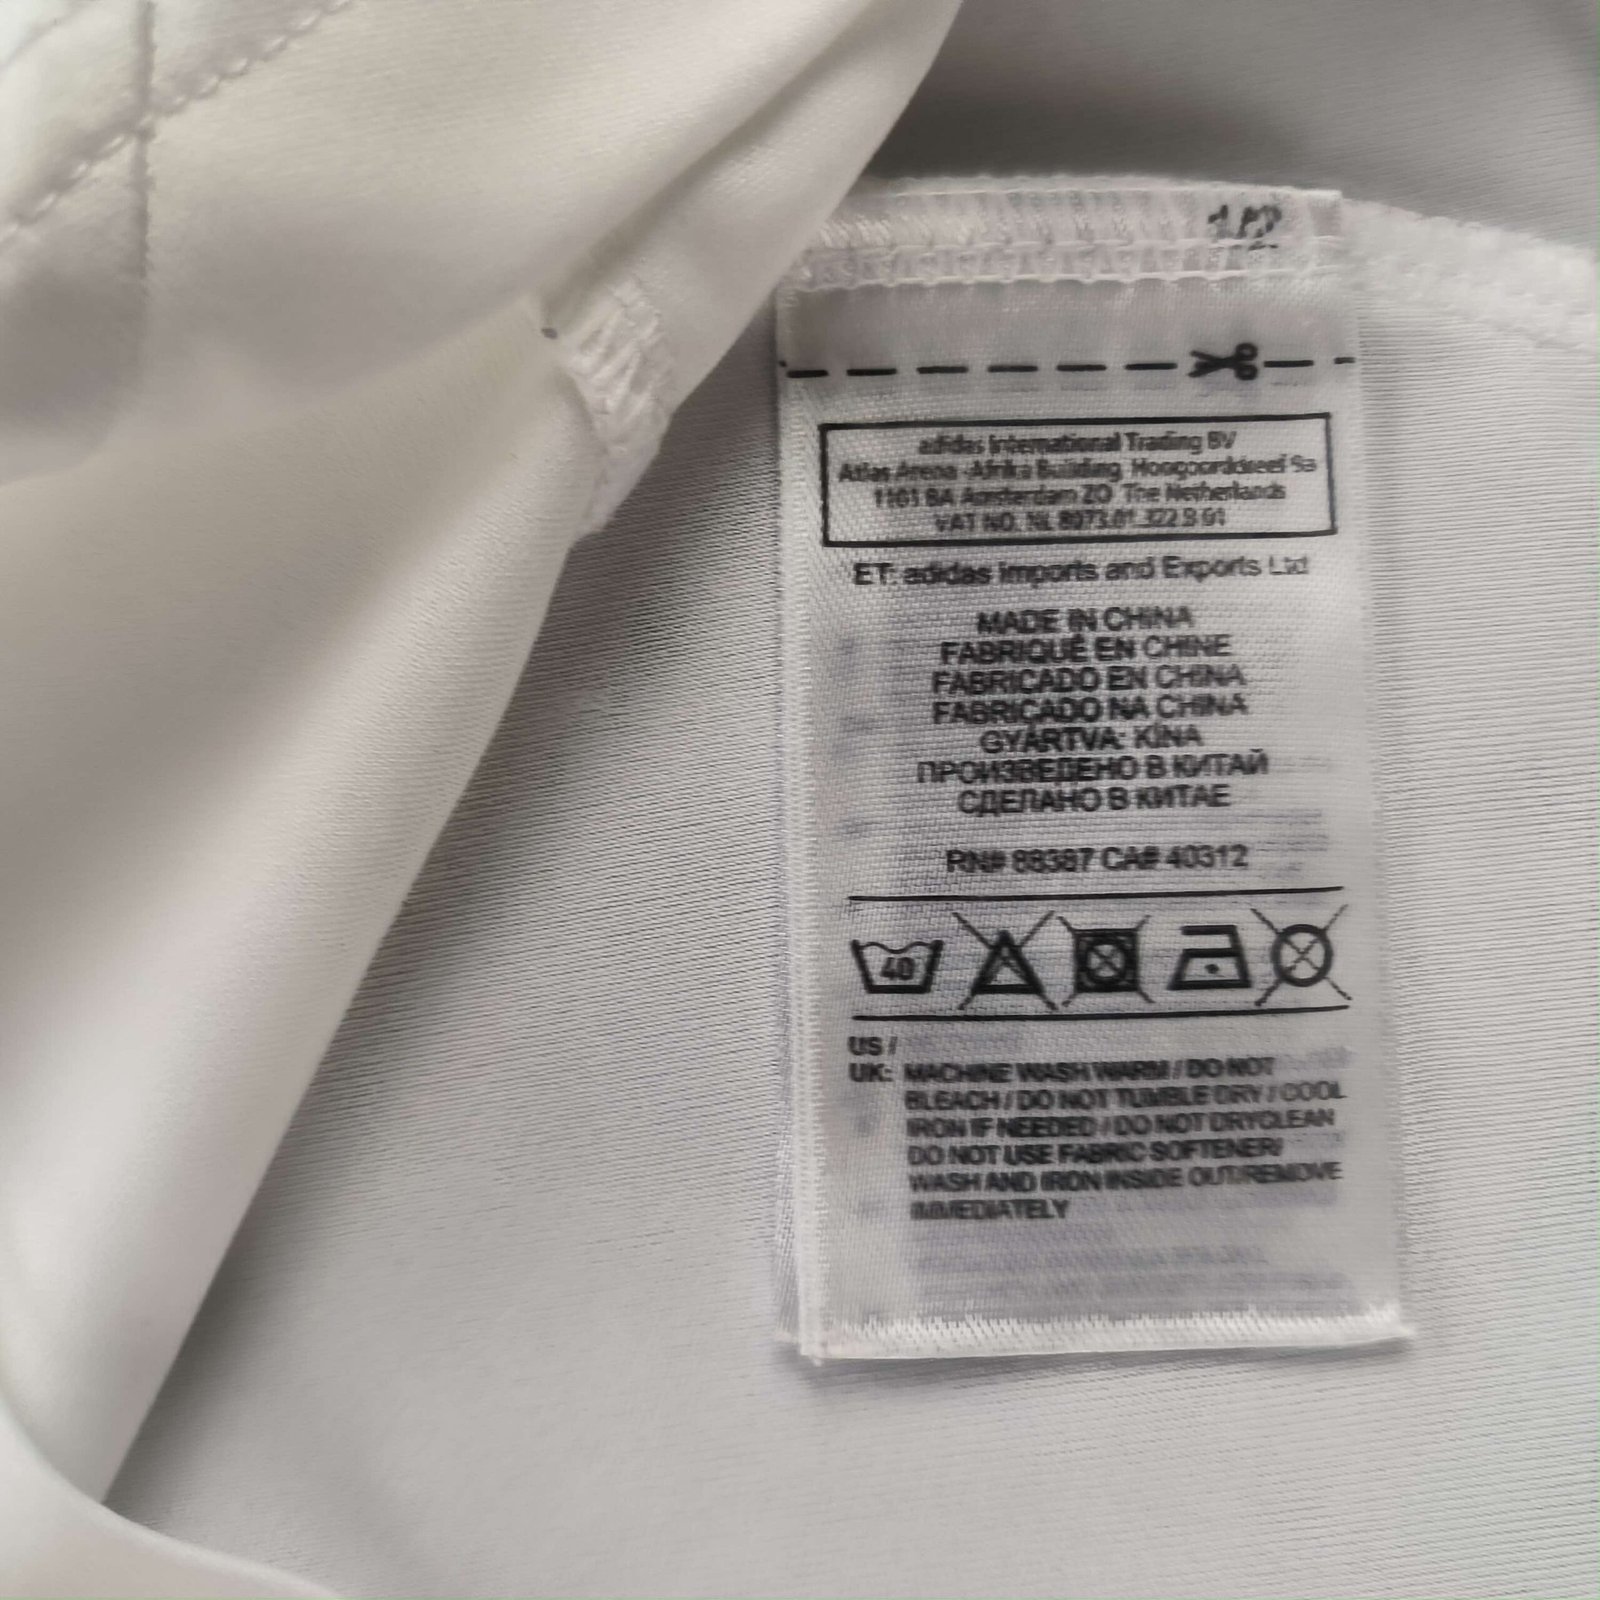 adidas International Trading BV
Atlas Arena -Afrika Building, Hoogoorddreef 9a
1101 BA Amsterdam ZO The Netherlands
VAT NO. NL 8073.01.322.B.01
ET: adidas Imports and Exports Ltd
MADE IN CHINA
FABRIQUÉ EN CHINE
FABRICADO EN CHINA
FABRICADO NA CHINA
GYÁRTVA: KÍNA
ПРОИЗВЕДЕНО В КИТАЙ
СДЕЛАНО В КИТАЕ
RN# 88387 CA# 40312
40
US /
UK: MACHINE WASH WARM / DO NOT
BLEACH / DO NOT TUMBLE DRY / COOL
IRON IF NEEDED / DO NOT DRYCLEAN
DO NOT USE FABRIC SOFTENER/
WASH AND IRON INSIDE OUT/REMOVE
IMMEDIATELY